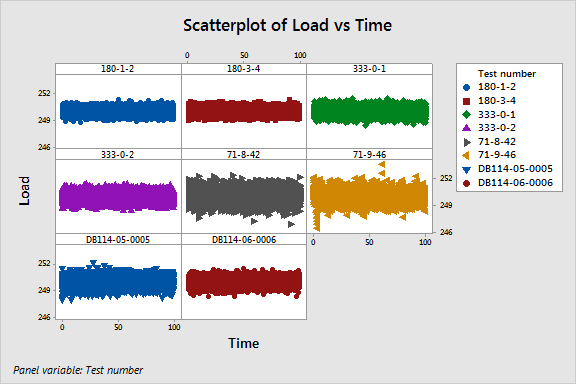 Scatterplot of Load vs Time
0 50 100
180-1-2 180-3-4 333-0-1
252
249
246
333-0-2 71-8-42 71-9-46
252
249
246
DB114-05-0005 DB114-06-0006
252
249
246
0 50 100
0 50 100
Load
Time
Test number
180-1-2
180-3-4
333-0-1
333-0-2
71-8-42
71-9-46
DB114-05-0005
DB114-06-0006
Panel variable: Test number